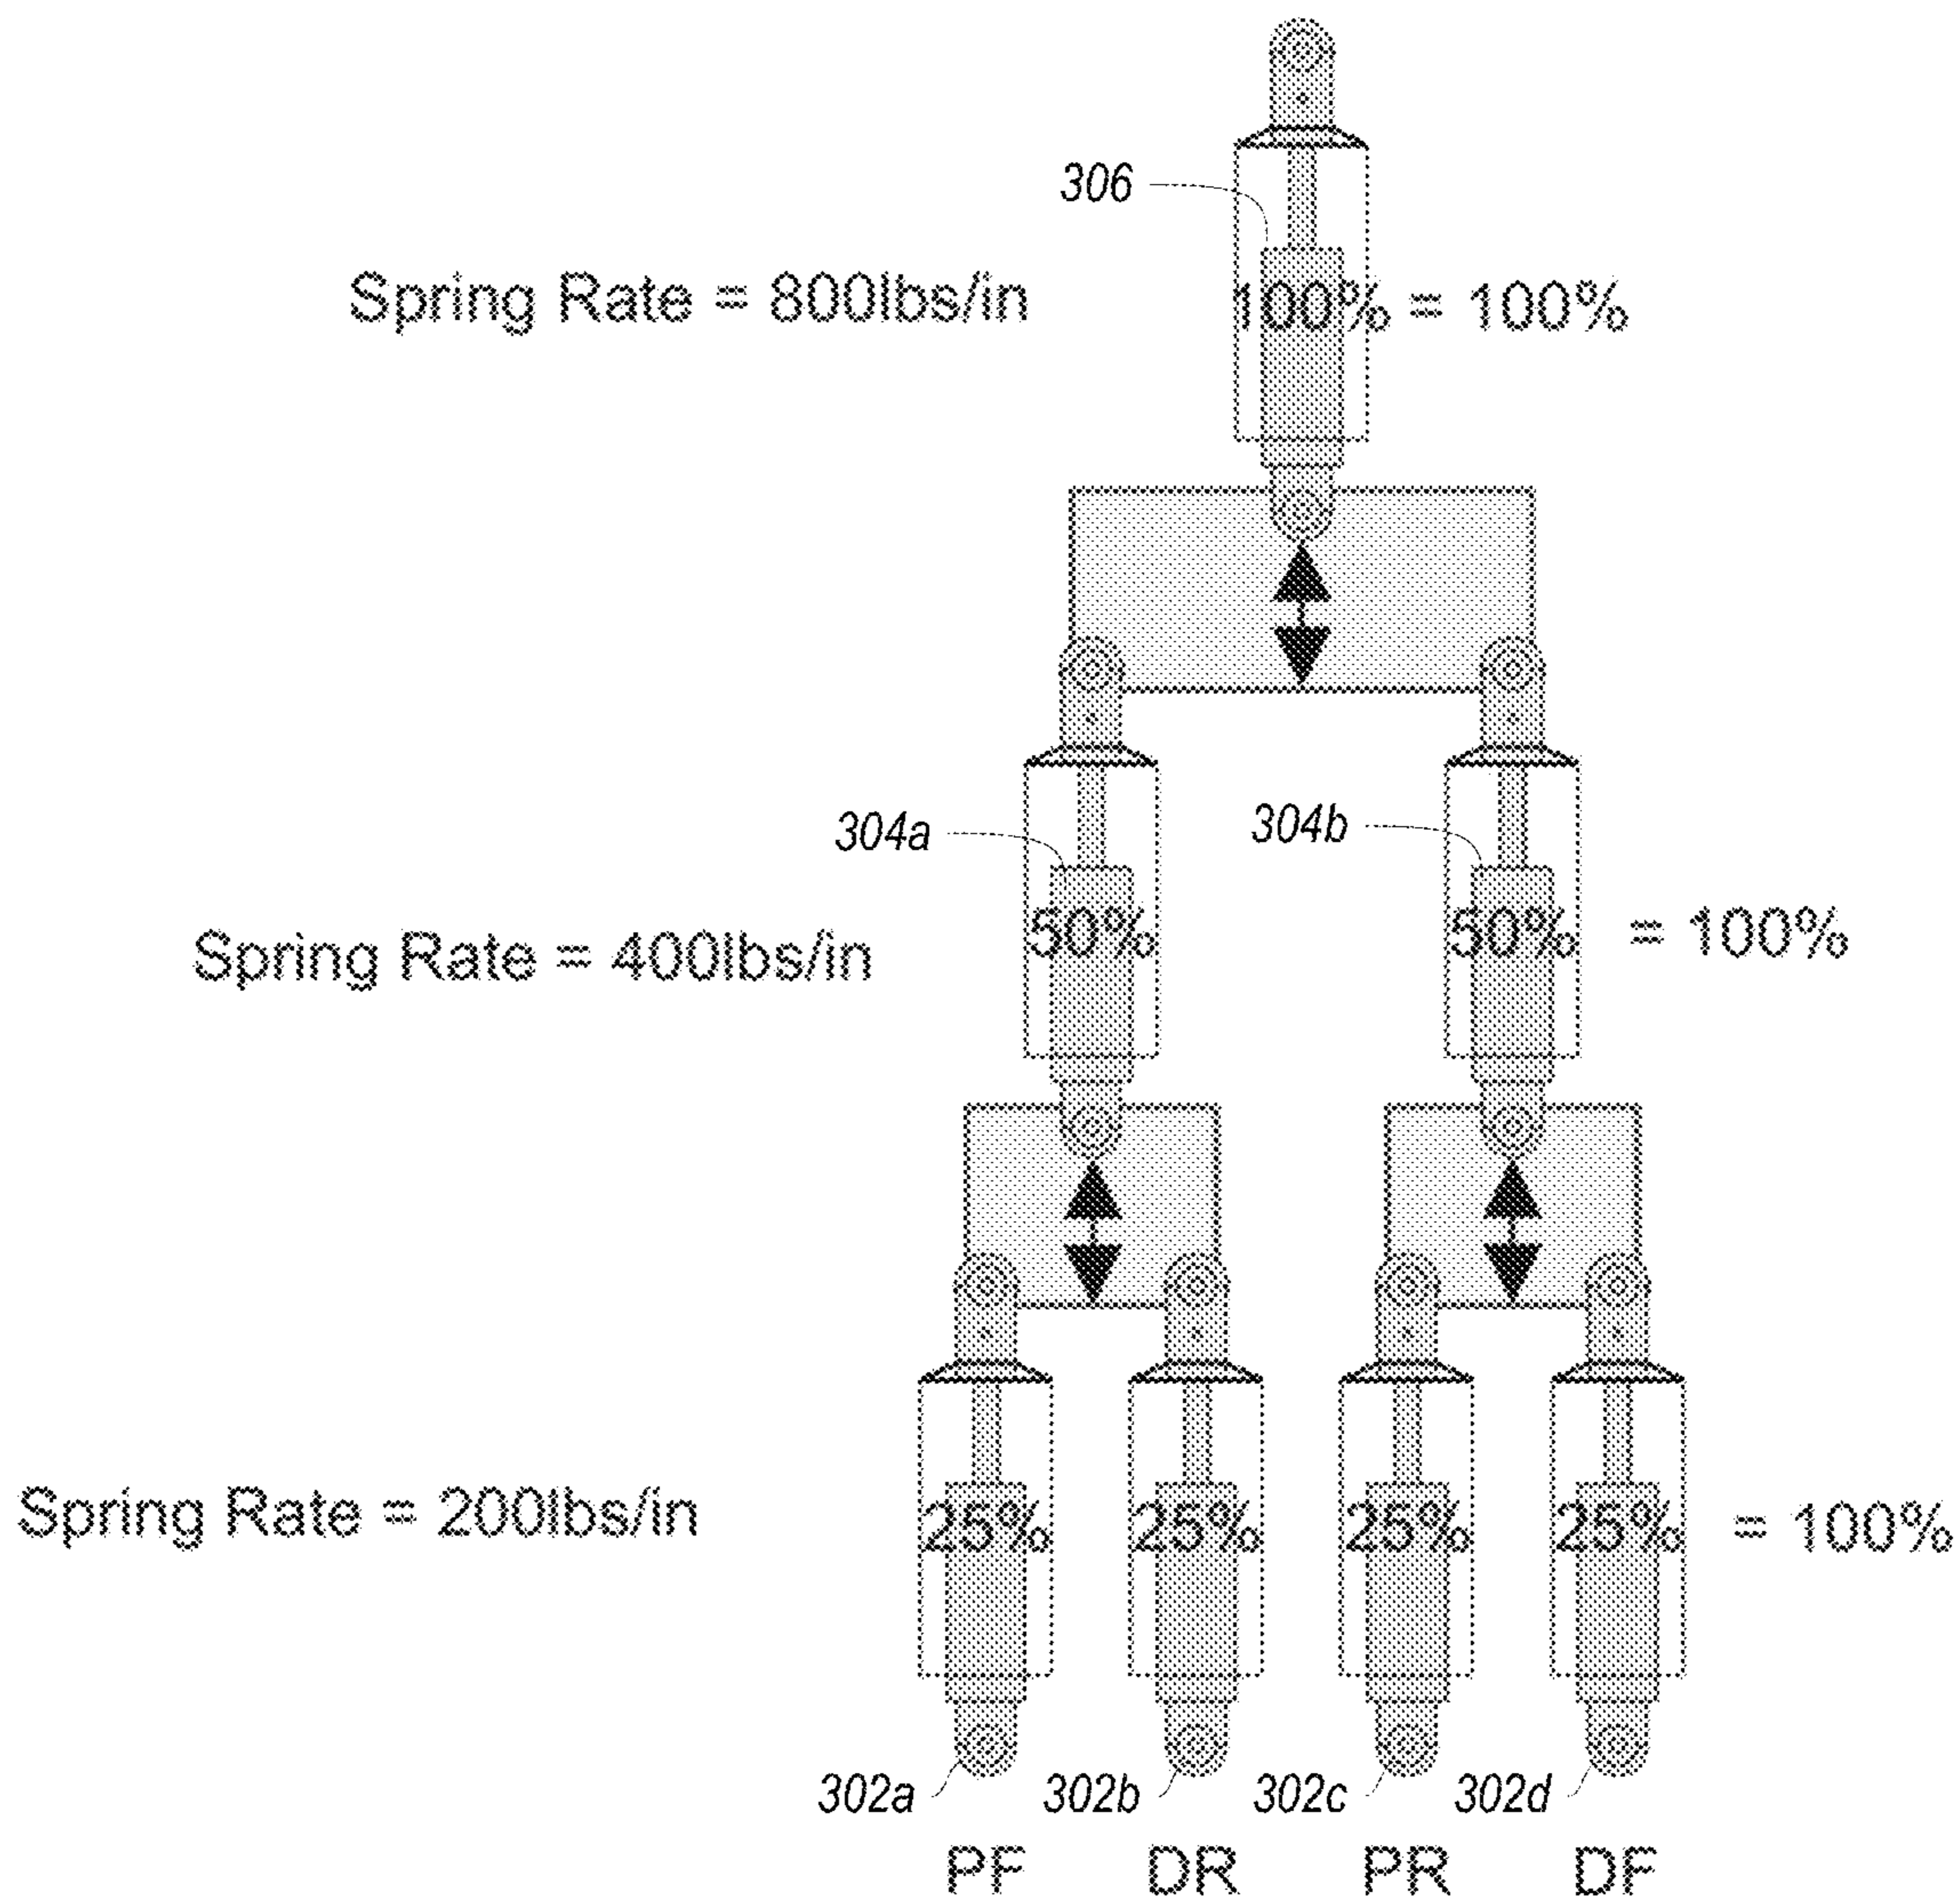 306
Spring Rate = 800lbs/in 100% = 100%
304a 304b
Spring Rate = 400lbs/in 50% 50% = 100%
Spring Rate = 200lbs/in 25% 25% 25% 25% = 100%
302a 302b 302c 302d
PF DR PR DF